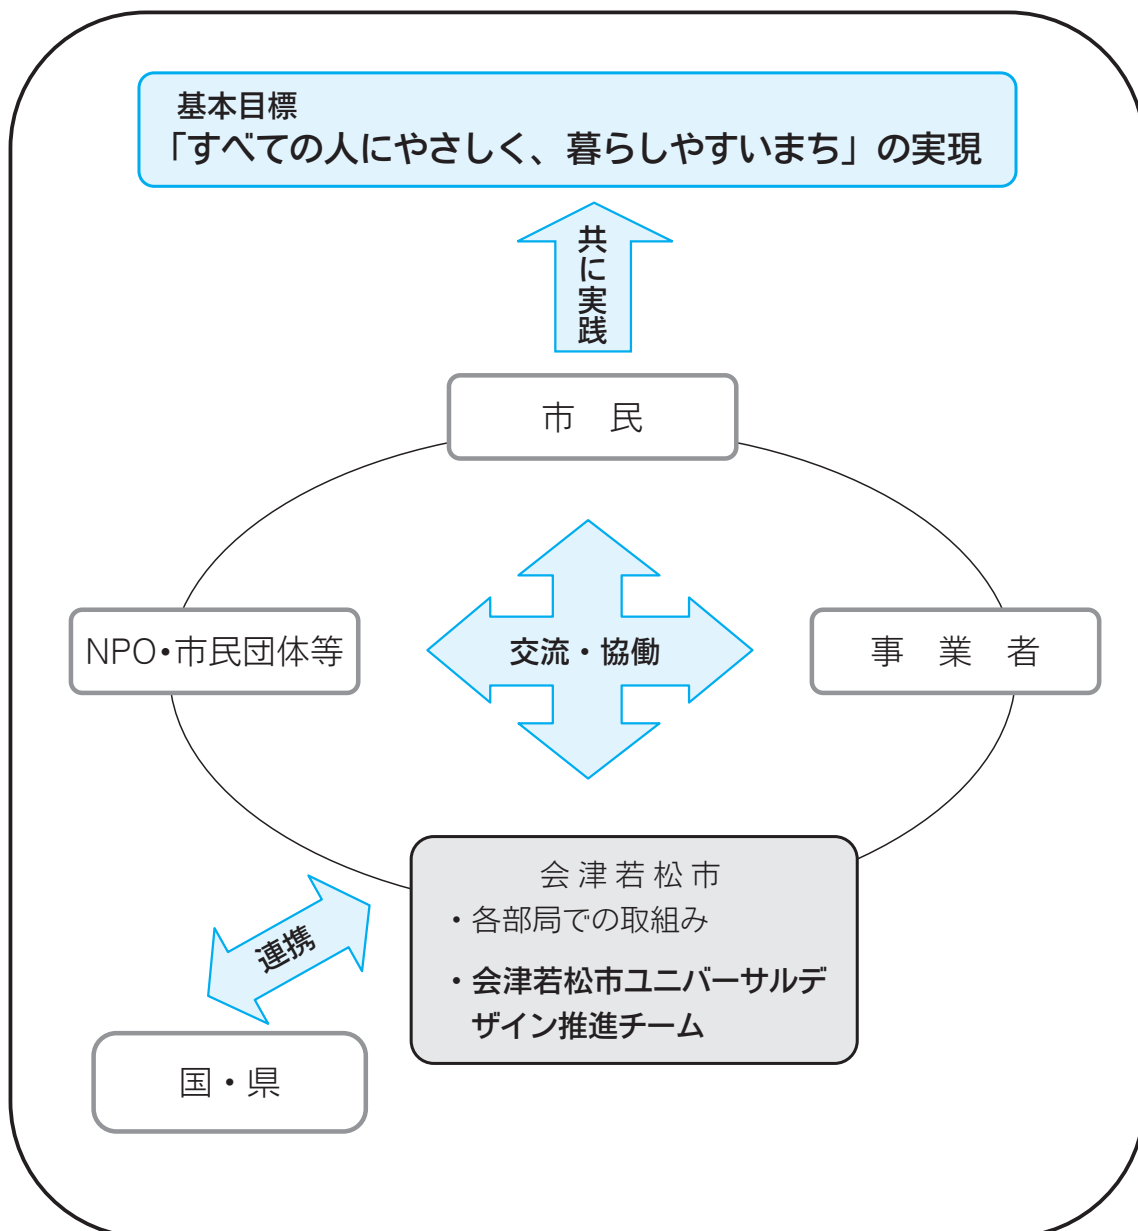 基本目標
「すべての人にやさしく、暮らしやすいまち」の実現
共に実践
市　民
NPO・市民団体等
交流・協働
事　業　者
会津若松市
・各部局での取組み
・会津若松市ユニバーサルデ
ザイン推進チーム
連携
国・県